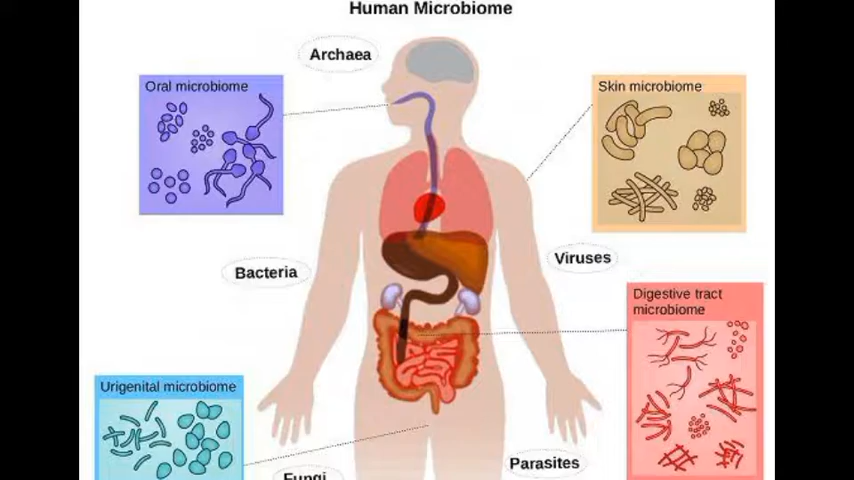 Human Microbiome
Archaea
Oral microbiome
Skin microbiome
Bacteria
Viruses
Digestive tract
microbiome
Urigenital microbiome
Parasites
Fungi